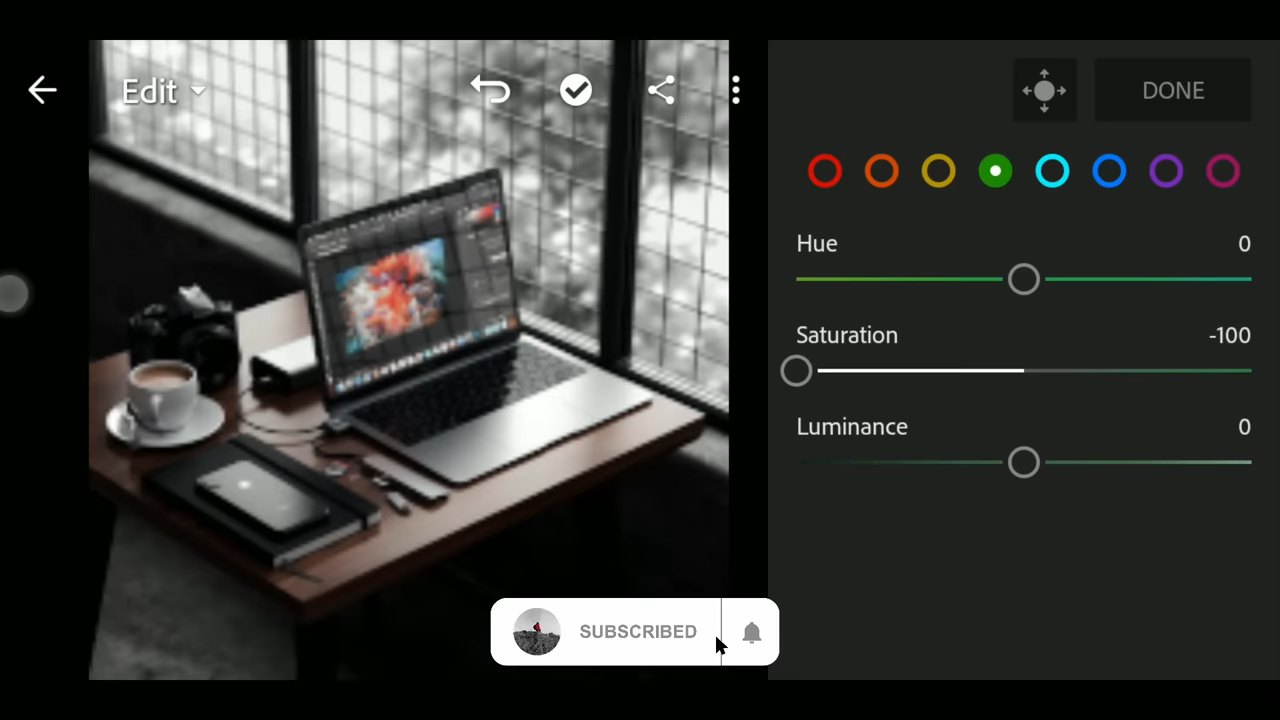 Edit
DONE
Hue 0
Saturation -100
Luminance 0
SUBSCRIBED